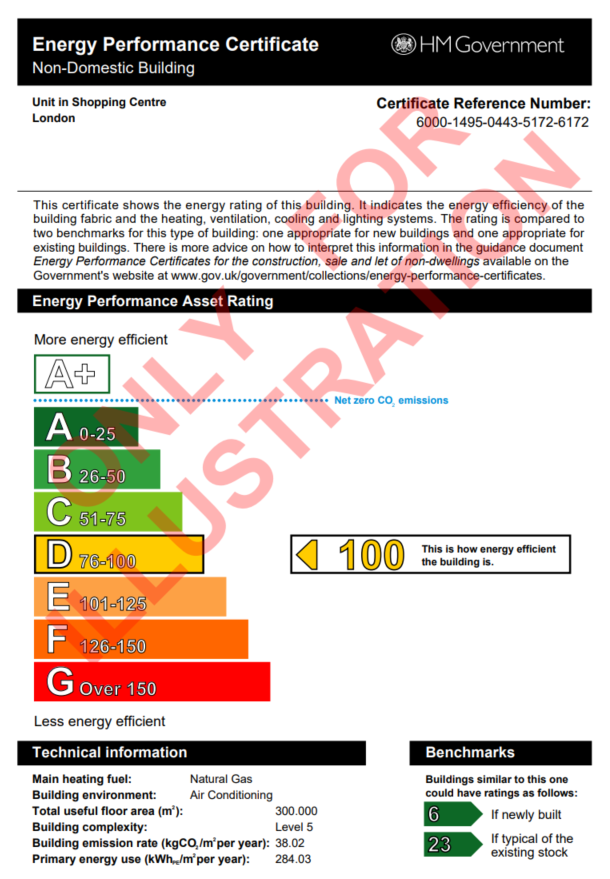 Energy Performance Certificate
HM Government
Non-Domestic Building
Unit in Shopping Centre
London
Certificate Reference Number:
6000-1495-0443-5172-6172
This certificate shows the energy rating of this building. It indicates the energy efficiency of the
building fabric and the heating, ventilation, cooling and lighting systems. The rating is compared to
two benchmarks for this type of building: one appropriate for new buildings and one appropriate for
existing buildings. There is more advice on how to interpret this information in the guidance document
Energy Performance Certificates for the construction, sale and let of non-dwellings available on the
Government's website at www.gov.uk/government/collections/energy-performance-certificates.
Energy Performance Asset Rating
More energy efficient
A+
Net zero CO₂ emissions
A 0-25
B 26-50
C 51-75
D 76-100
100 This is how energy efficient
the building is.
E 101-125
F 126-150
G Over 150
Less energy efficient
ONLY FOR
ILLUSTRATION
Technical information
Main heating fuel: Natural Gas
Building environment: Air Conditioning
Total useful floor area (m²): 300.000
Building complexity: Level 5
Building emission rate (kgCO₂/m²per year): 38.02
Primary energy use (kWhPE/m²per year): 284.03
Benchmarks
Buildings similar to this one
could have ratings as follows:
6 If newly built
23 If typical of the
existing stock